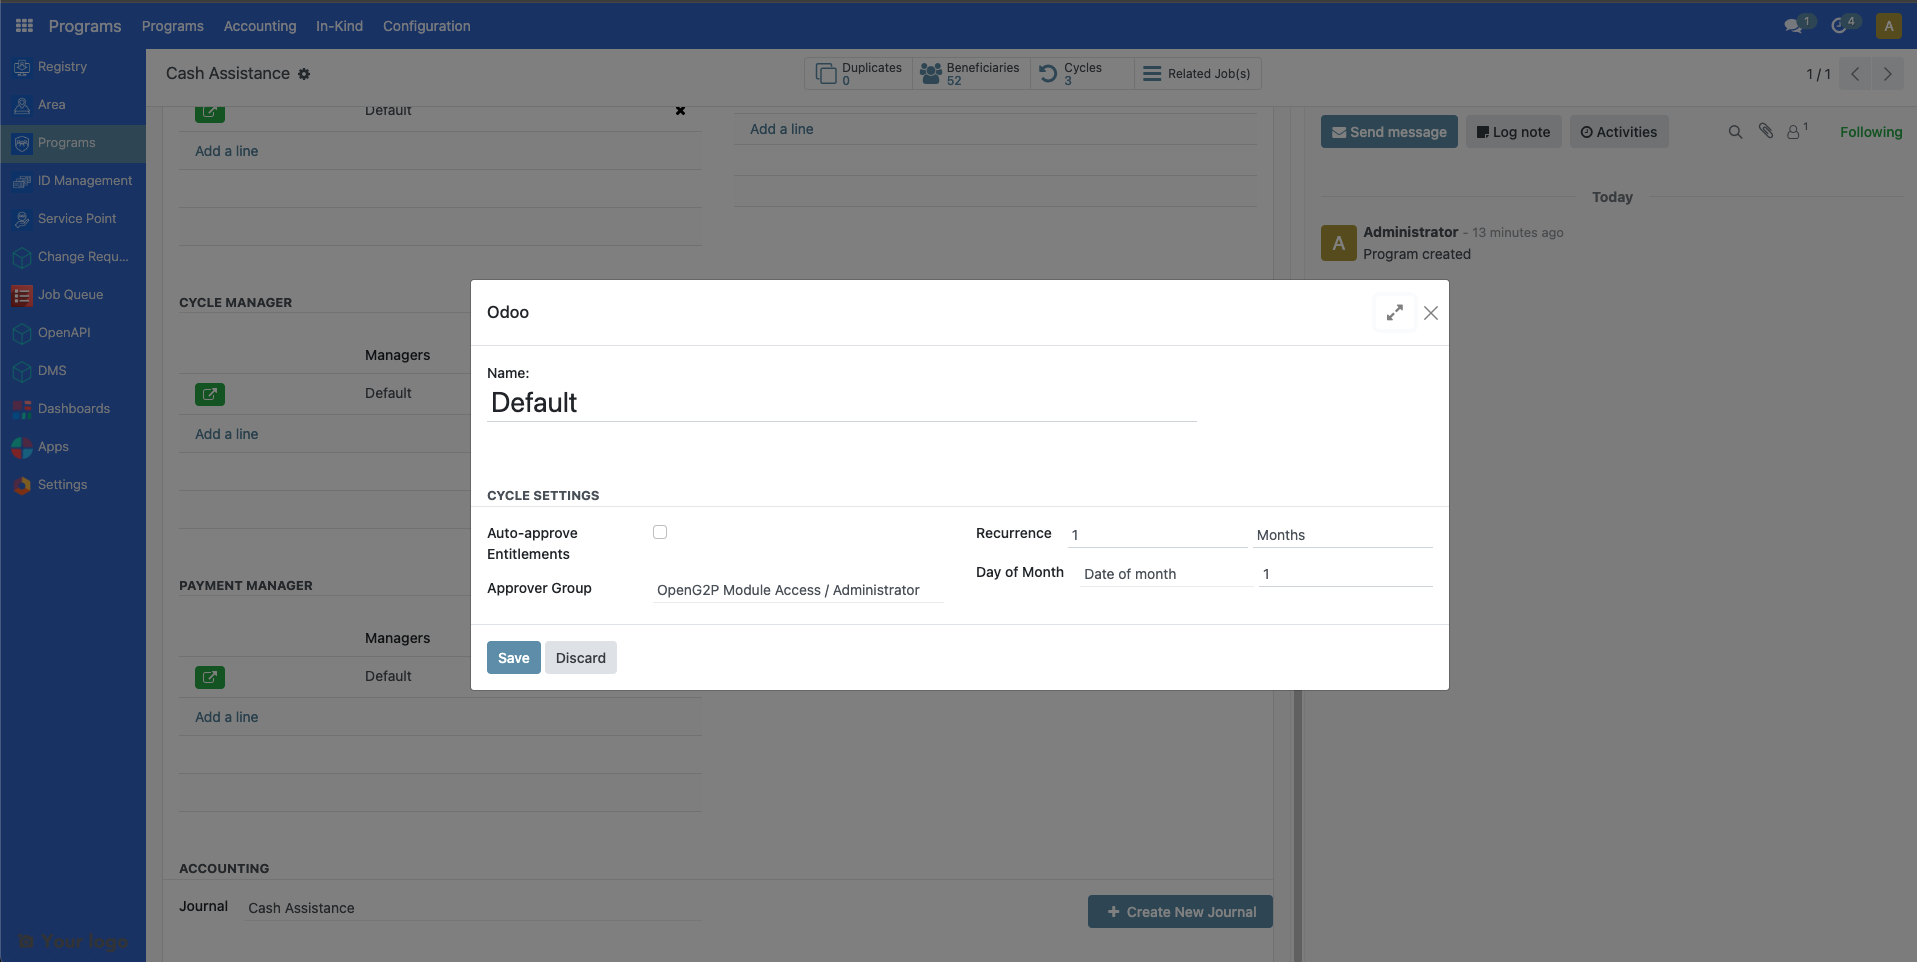 Programs Programs Accounting In-Kind Configuration 1 4 A
Registry
Area
Programs
ID Management
Service Point
Change Requ...
Job Queue
OpenAPI
DMS
Dashboards
Apps
Settings
Your logo
Cash Assistance
Duplicates 0
Beneficiaries 52
Cycles 3
Related Job(s)
1 / 1
Default
Add a line
Add a line
CYCLE MANAGER
Managers
Default
Add a line
PAYMENT MANAGER
Managers
Default
Add a line
ACCOUNTING
Journal Cash Assistance
Create New Journal
Send message Log note Activities 1 Following
Today
A
Administrator - 13 minutes ago
Program created
Odoo
Name:
Default
CYCLE SETTINGS
Auto-approve
Entitlements
Approver Group OpenG2P Module Access / Administrator
Recurrence 1 Months
Day of Month Date of month 1
Save Discard